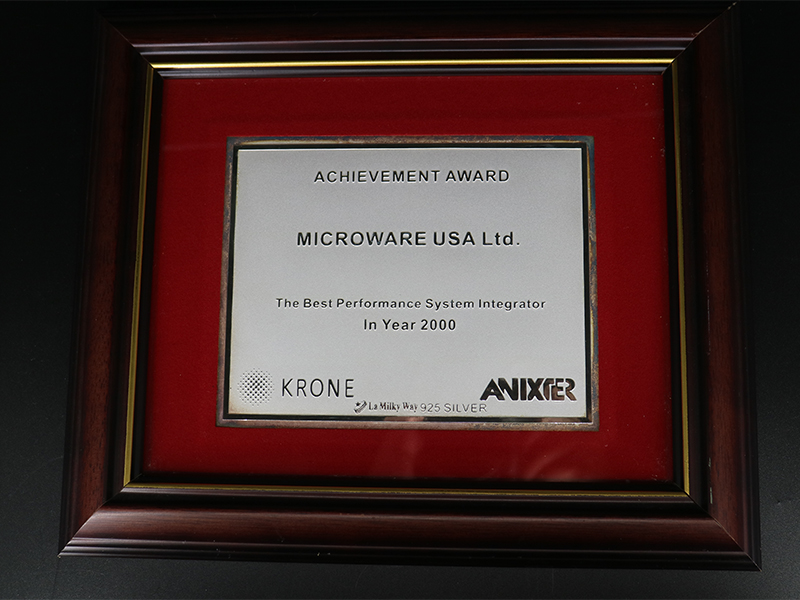 ACHIEVEMENT AWARD
MICROWARE USA Ltd.
The Best Performance System Integrator
In Year 2000
KRONE
ANIXTER
La Milky Way 925 SILVER